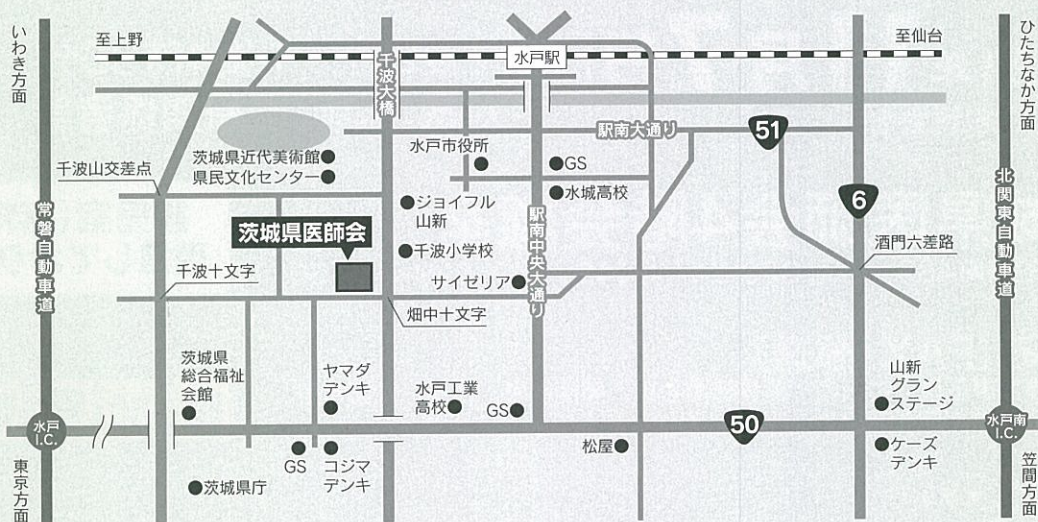 いわき方面
至上野
水戸駅
至仙台
ひたちなか方面
千波大橋
駅南大通り
51
水戸市役所
GS
茨城県近代美術館
県民文化センター
千波山交差点
水城高校
6
北関東自動車道
常磐自動車道
ジョイフル
山新
駅南中央大通り
茨城県医師会
千波小学校
酒門六差路
千波十文字
サイゼリア
畑中十文字
茨城県
総合福祉
会館
ヤマダ
デンキ
水戸工業
高校
GS
山新
グラン
ステージ
水戸
I.C.
50
水戸南
I.C.
松屋
ケーズ
デンキ
GS
コジマ
デンキ
茨城県庁
東京方面
笠間方面